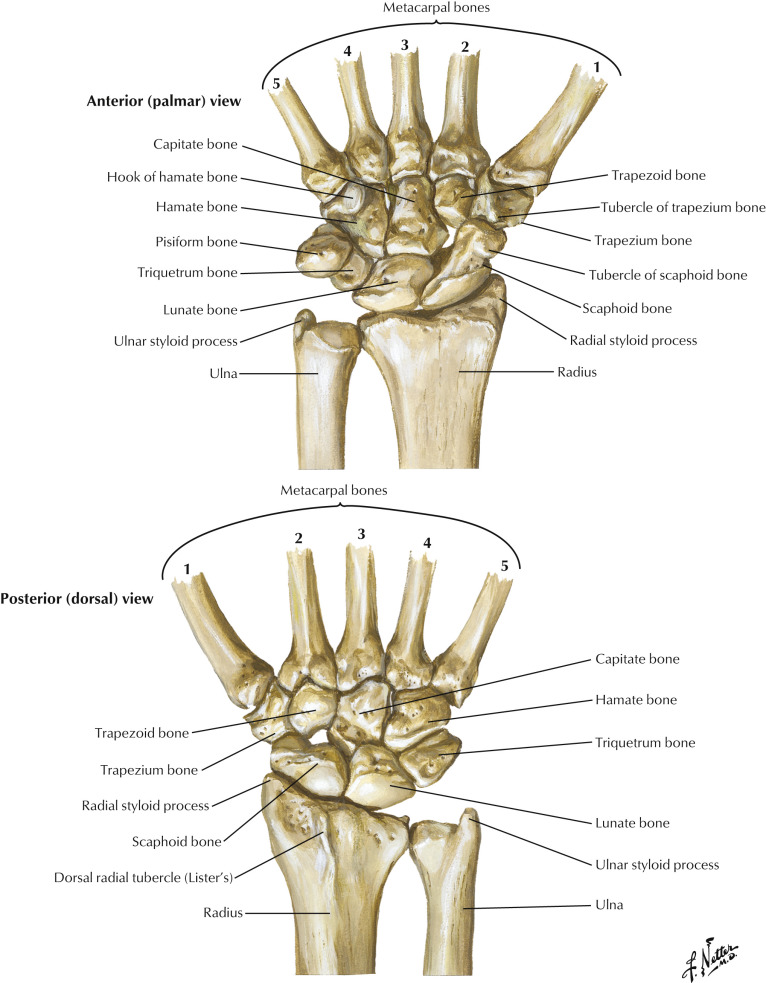 Metacarpal bones
5
4
3
2
1
Anterior (palmar) view
Capitate bone
Hook of hamate bone
Hamate bone
Pisiform bone
Triquetrum bone
Lunate bone
Ulnar styloid process
Ulna
Trapezoid bone
Tubercle of trapezium bone
Trapezium bone
Tubercle of scaphoid bone
Scaphoid bone
Radial styloid process
Radius
Metacarpal bones
1
2
3
4
5
Posterior (dorsal) view
Trapezoid bone
Trapezium bone
Radial styloid process
Scaphoid bone
Dorsal radial tubercle (Lister's)
Radius
Capitate bone
Hamate bone
Triquetrum bone
Lunate bone
Ulnar styloid process
Ulna
F. Netter
M.D.